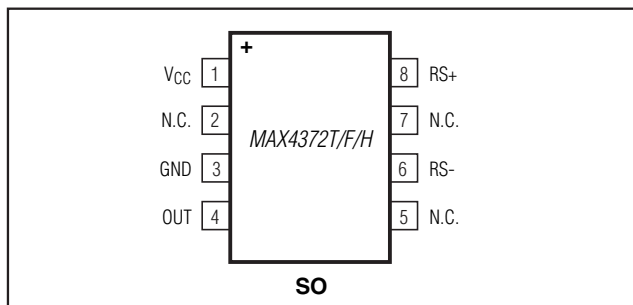 +
VCC 1 8 RS+
N.C. 2 7 N.C.
MAX4372T/F/H
GND 3 6 RS-
OUT 4 5 N.C.
SO